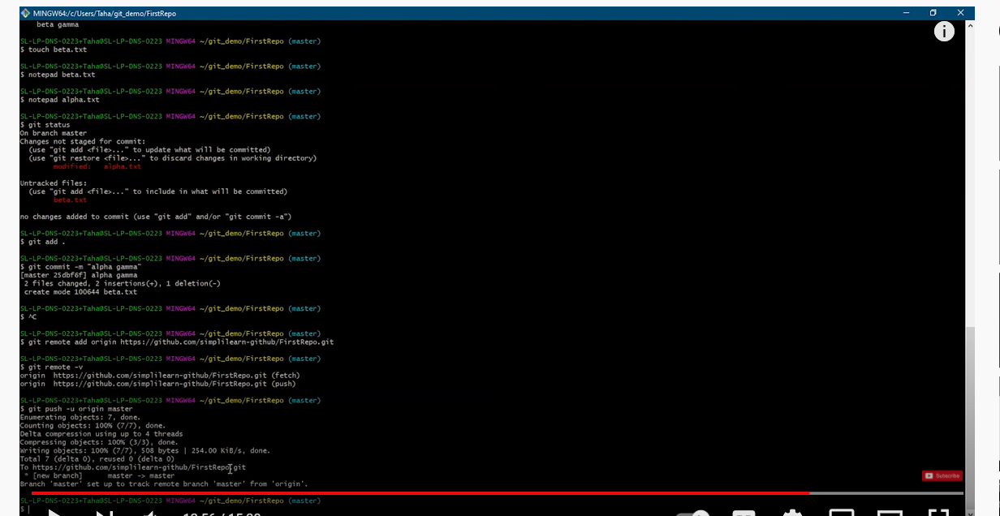 MINGW64:/c/Users/Taha/git_demo/FirstRepo
beta gamma
SL-LP-DNS-0223+Taha@SL-LP-DNS-0223 MINGW64 ~/git_demo/FirstRepo (master)
$ touch beta.txt
SL-LP-DNS-0223+Taha@SL-LP-DNS-0223 MINGW64 ~/git_demo/FirstRepo (master)
$ notepad beta.txt
SL-LP-DNS-0223+Taha@SL-LP-DNS-0223 MINGW64 ~/git_demo/FirstRepo (master)
$ notepad alpha.txt
SL-LP-DNS-0223+Taha@SL-LP-DNS-0223 MINGW64 ~/git_demo/FirstRepo (master)
$ git status
On branch master
Changes not staged for commit:
(use "git add <file>..." to update what will be committed)
(use "git restore <file>..." to discard changes in working directory)
modified: alpha.txt
Untracked files:
(use "git add <file>..." to include in what will be committed)
beta.txt
no changes added to commit (use "git add" and/or "git commit -a")
SL-LP-DNS-0223+Taha@SL-LP-DNS-0223 MINGW64 ~/git_demo/FirstRepo (master)
$ git add .
SL-LP-DNS-0223+Taha@SL-LP-DNS-0223 MINGW64 ~/git_demo/FirstRepo (master)
$ git commit -m "alpha gamma"
[master 25dbf6f] alpha gamma
2 files changed, 2 insertions(+), 1 deletion(-)
create mode 100644 beta.txt
SL-LP-DNS-0223+Taha@SL-LP-DNS-0223 MINGW64 ~/git_demo/FirstRepo (master)
$ ^C
SL-LP-DNS-0223+Taha@SL-LP-DNS-0223 MINGW64 ~/git_demo/FirstRepo (master)
$ git remote add origin https://github.com/simplilearn-github/FirstRepo.git
SL-LP-DNS-0223+Taha@SL-LP-DNS-0223 MINGW64 ~/git_demo/FirstRepo (master)
$ git remote -v
origin https://github.com/simplilearn-github/FirstRepo.git (fetch)
origin https://github.com/simplilearn-github/FirstRepo.git (push)
SL-LP-DNS-0223+Taha@SL-LP-DNS-0223 MINGW64 ~/git_demo/FirstRepo (master)
$ git push -u origin master
Enumerating objects: 7, done.
Counting objects: 100% (7/7), done.
Delta compression using up to 4 threads
Compressing objects: 100% (3/3), done.
Writing objects: 100% (7/7), 508 bytes | 254.00 KiB/s, done.
Total 7 (delta 0), reused 0 (delta 0)
To https://github.com/simplilearn-github/FirstRepo.git
* [new branch] master -> master
Subscribe
Branch 'master' set up to track remote branch 'master' from 'origin'.
SL-LP-DNS-0223+Taha@SL-LP-DNS-0223 MINGW64 ~/git_demo/FirstRepo (master)
$